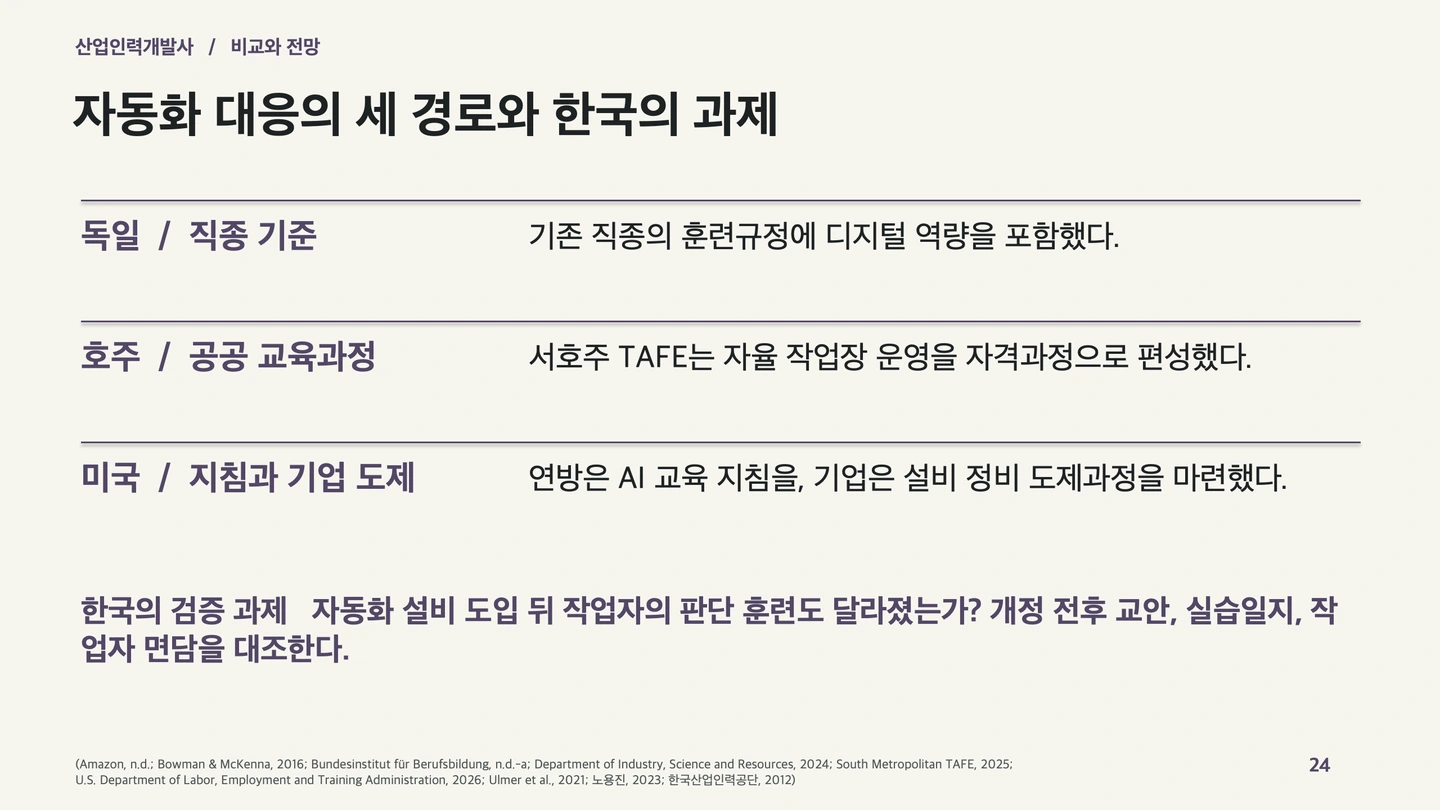 산업인력개발사 / 비교와 전망
자동화 대응의 세 경로와 한국의 과제
독일 / 직종 기준
기존 직종의 훈련규정에 디지털 역량을 포함했다.
호주 / 공공 교육과정
서호주 TAFE는 자율 작업장 운영을 자격과정으로 편성했다.
미국 / 지침과 기업 도제
연방은 AI 교육 지침을, 기업은 설비 정비 도제과정을 마련했다.
한국의 검증 과제 자동화 설비 도입 뒤 작업자의 판단 훈련도 달라졌는가? 개정 전후 교안, 실습일지, 작
업자 면담을 대조한다.
(Amazon, n.d.; Bowman & McKenna, 2016; Bundesinstitut für Berufsbildung, n.d.-a; Department of Industry, Science and Resources, 2024; South Metropolitan TAFE, 2025;
U.S. Department of Labor, Employment and Training Administration, 2026; Ulmer et al., 2021; 노용진, 2023; 한국산업인력공단, 2012)
24